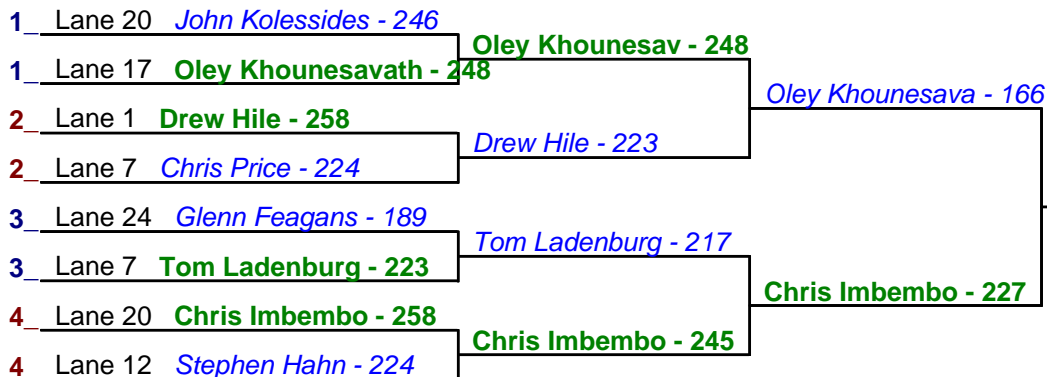 1_ Lane 20 John Kolessides - 246
Oley Khounesav - 248
1_ Lane 17 Oley Khounesavath - 248
Oley Khounesava - 166
2_ Lane 1 Drew Hile - 258
Drew Hile - 223
2_ Lane 7 Chris Price - 224
3_ Lane 24 Glenn Feagans - 189
Tom Ladenburg - 217
3_ Lane 7 Tom Ladenburg - 223
Chris Imbembo - 227
4_ Lane 20 Chris Imbembo - 258
Chris Imbembo - 245
4 Lane 12 Stephen Hahn - 224